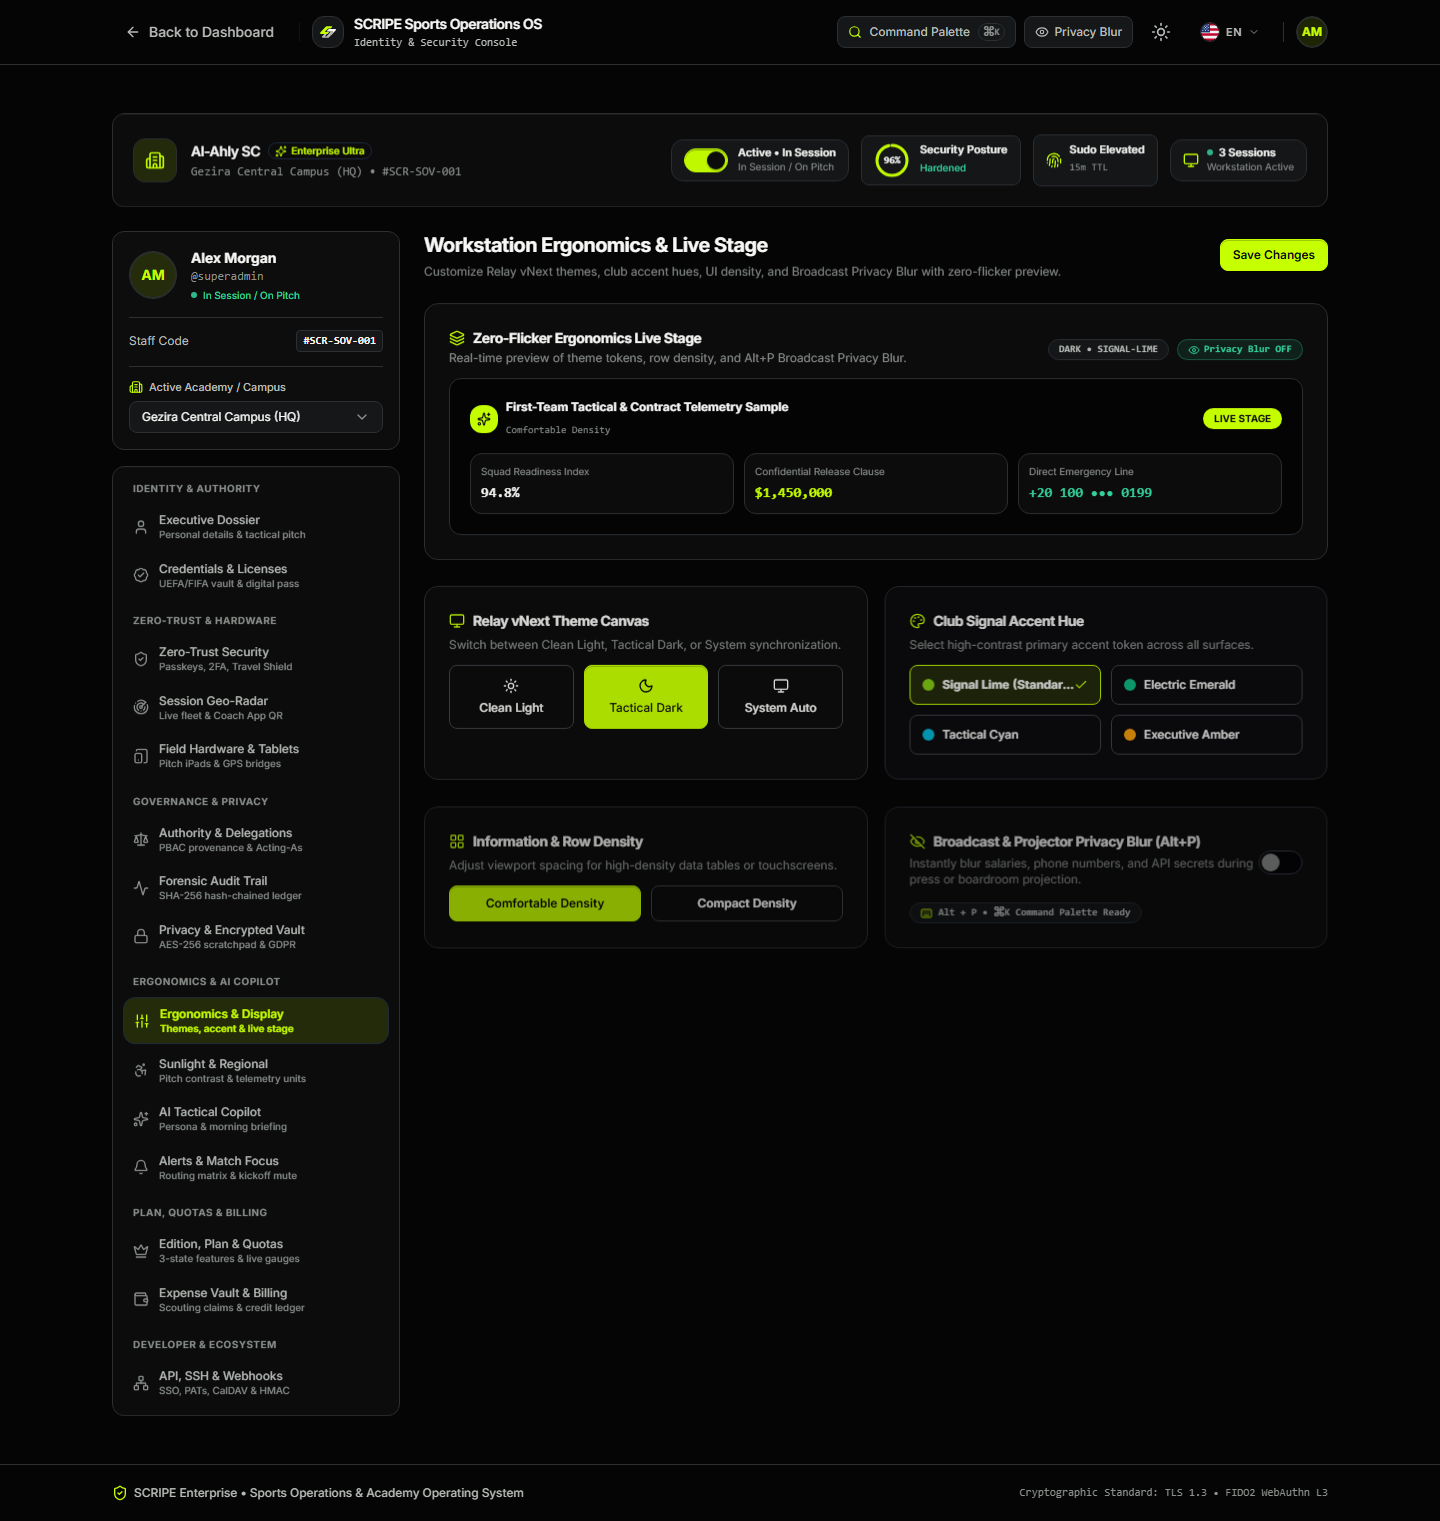 Back to Dashboard
SCRIPE Sports Operations OS
Identity & Security Console
Command Palette ⌘K
Privacy Blur
EN
AM
Al-Ahly SC
Enterprise Ultra
Gezira Central Campus (HQ) • #SCR-SOV-001
Active • In Session
In Session / On Pitch
96%
Security Posture
Hardened
Sudo Elevated
15m TTL
3 Sessions
Workstation Active
AM
Alex Morgan
@superadmin
In Session / On Pitch
Staff Code
#SCR-SOV-001
Active Academy / Campus
Gezira Central Campus (HQ)
IDENTITY & AUTHORITY
Executive Dossier
Personal details & tactical pitch
Credentials & Licenses
UEFA/FIFA vault & digital pass
ZERO-TRUST & HARDWARE
Zero-Trust Security
Passkeys, 2FA, Travel Shield
Session Geo-Radar
Live fleet & Coach App QR
Field Hardware & Tablets
Pitch iPads & GPS bridges
GOVERNANCE & PRIVACY
Authority & Delegations
PBAC provenance & Acting-As
Forensic Audit Trail
SHA-256 hash-chained ledger
Privacy & Encrypted Vault
AES-256 scratchpad & GDPR
ERGONOMICS & AI COPILOT
Ergonomics & Display
Themes, accent & live stage
Sunlight & Regional
Pitch contrast & telemetry units
AI Tactical Copilot
Persona & morning briefing
Alerts & Match Focus
Routing matrix & kickoff mute
PLAN, QUOTAS & BILLING
Edition, Plan & Quotas
3-state features & live gauges
Expense Vault & Billing
Scouting claims & credit ledger
DEVELOPER & ECOSYSTEM
API, SSH & Webhooks
SSO, PATs, CalDAV & HMAC
Workstation Ergonomics & Live Stage
Customize Relay vNext themes, club accent hues, UI density, and Broadcast Privacy Blur with zero-flicker preview.
Save Changes
Zero-Flicker Ergonomics Live Stage
Real-time preview of theme tokens, row density, and Alt+P Broadcast Privacy Blur.
DARK • SIGNAL-LIME
Privacy Blur OFF
First-Team Tactical & Contract Telemetry Sample
Comfortable Density
LIVE STAGE
Squad Readiness Index
94.8%
Confidential Release Clause
$1,450,000
Direct Emergency Line
+20 100 ••• 0199
Relay vNext Theme Canvas
Switch between Clean Light, Tactical Dark, or System synchronization.
Clean Light
Tactical Dark
System Auto
Club Signal Accent Hue
Select high-contrast primary accent token across all surfaces.
Signal Lime (Standar...
Electric Emerald
Tactical Cyan
Executive Amber
Information & Row Density
Adjust viewport spacing for high-density data tables or touchscreens.
Comfortable Density
Compact Density
Broadcast & Projector Privacy Blur (Alt+P)
Instantly blur salaries, phone numbers, and API secrets during
press or boardroom projection.
Alt + P • ⌘K Command Palette Ready
SCRIPE Enterprise • Sports Operations & Academy Operating System
Cryptographic Standard: TLS 1.3 • FIDO2 WebAuthn L3